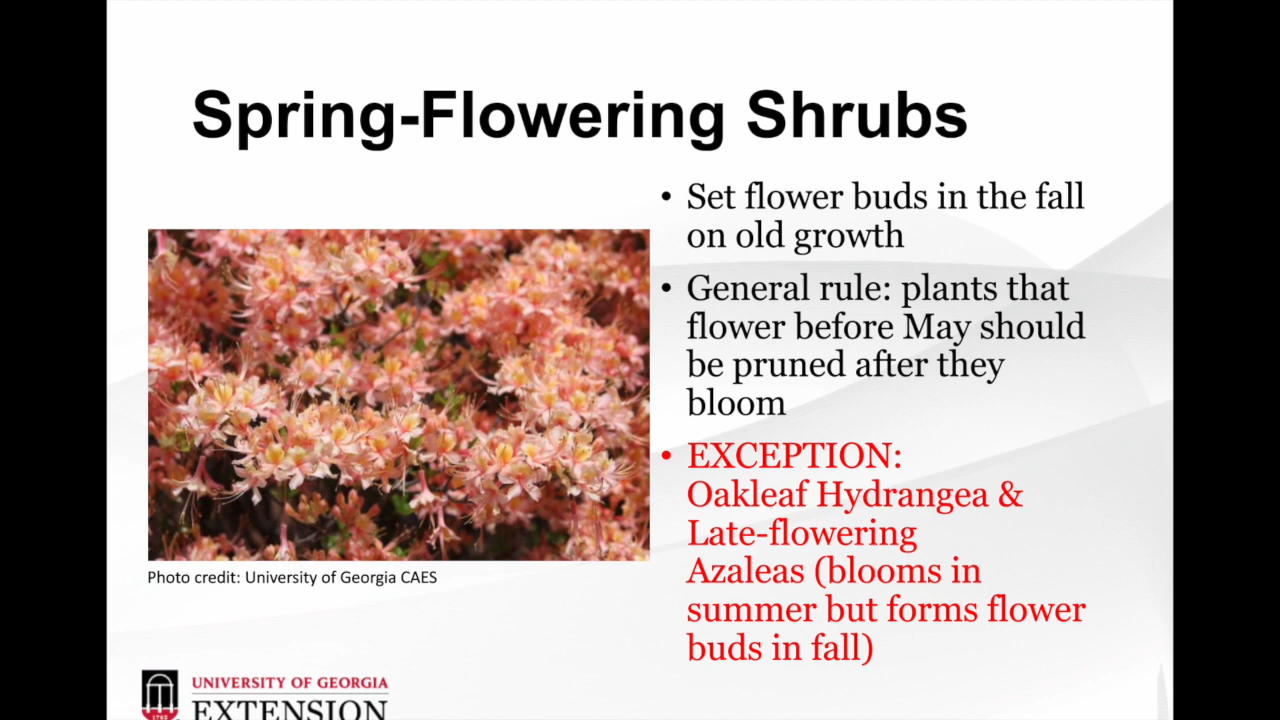 Spring-Flowering Shrubs
• Set flower buds in the fall
on old growth
• General rule: plants that
flower before May should
be pruned after they
bloom
• EXCEPTION:
Oakleaf Hydrangea &
Late-flowering
Azaleas (blooms in
summer but forms flower
buds in fall)
Photo credit: University of Georgia CAES
1785
UNIVERSITY OF GEORGIA
EXTENSION